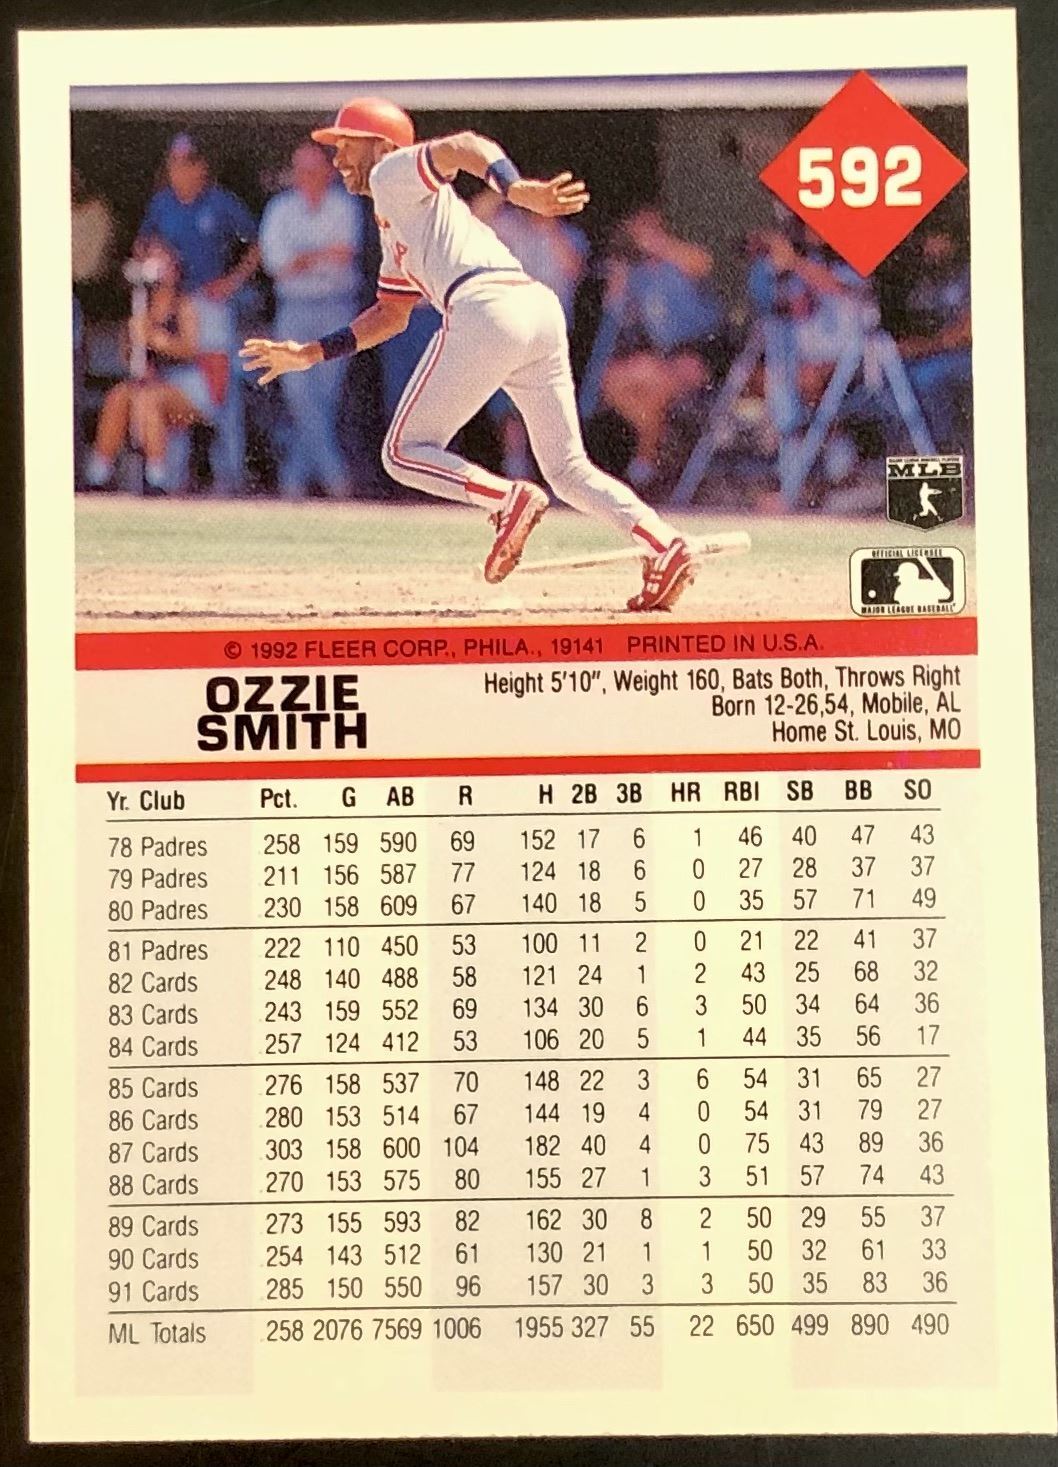 592
MLB
OFFICIAL LICENSEE
MAJOR LEAGUE BASEBALL
© 1992 FLEER CORP., PHILA., 19141 PRINTED IN U.S.A.
OZZIE
SMITH
Height 5'10", Weight 160, Bats Both, Throws Right
Born 12-26,54, Mobile, AL
Home St. Louis, MO
Yr. Club Pct. G AB R H 2B 3B HR RBI SB BB SO
78 Padres .258 159 590 69 152 17 6 1 46 40 47 43
79 Padres .211 156 587 77 124 18 6 0 27 28 37 37
80 Padres .230 158 609 67 140 18 5 0 35 57 71 49
81 Padres .222 110 450 53 100 11 2 0 21 22 41 37
82 Cards .248 140 488 58 121 24 1 2 43 25 68 32
83 Cards .243 159 552 69 134 30 6 3 50 34 64 36
84 Cards .257 124 412 53 106 20 5 1 44 35 56 17
85 Cards .276 158 537 70 148 22 3 6 54 31 65 27
86 Cards .280 153 514 67 144 19 4 0 54 31 79 27
87 Cards .303 158 600 104 182 40 4 0 75 43 89 36
88 Cards .270 153 575 80 155 27 1 3 51 57 74 43
89 Cards .273 155 593 82 162 30 8 2 50 29 55 37
90 Cards .254 143 512 61 130 21 1 1 50 32 61 33
91 Cards .285 150 550 96 157 30 3 3 50 35 83 36
ML Totals .258 2076 7569 1006 1955 327 55 22 650 499 890 490